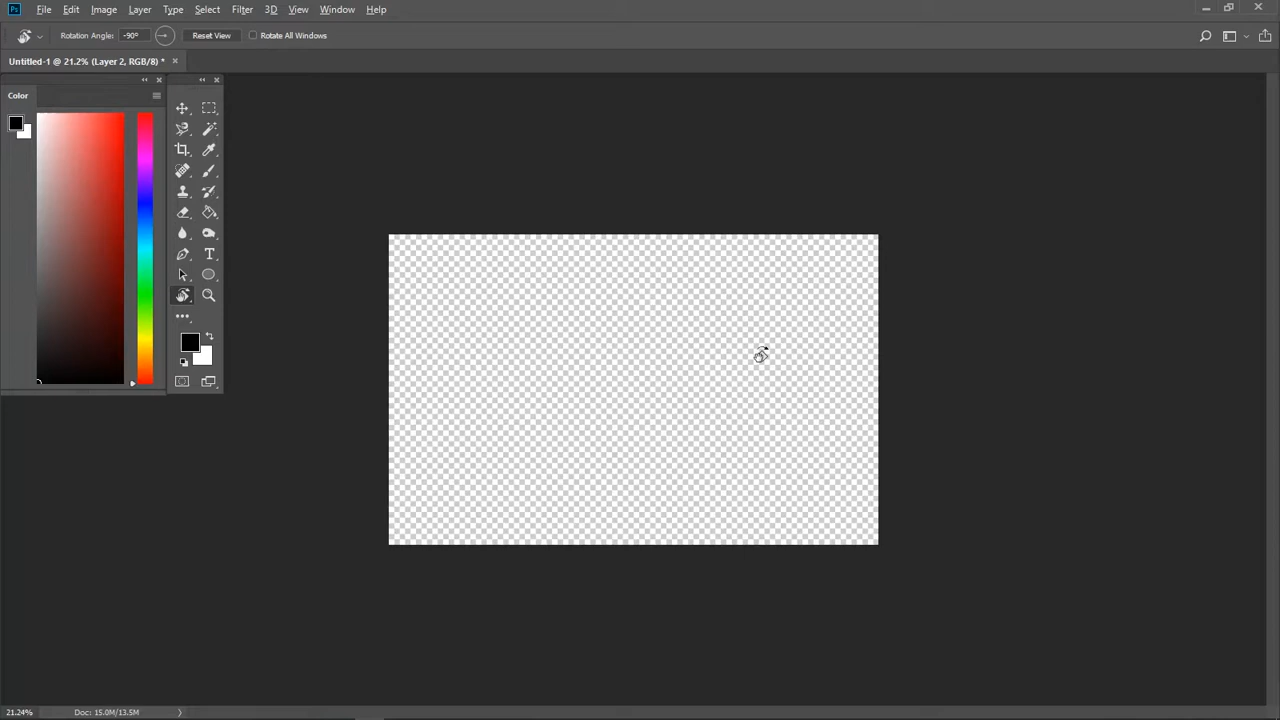 Ps File Edit Image Layer Type Select Filter 3D View Window Help
Rotation Angle: -90° Reset View Rotate All Windows
Untitled-1 @ 21.2% (Layer 2, RGB/8) *
Color
T
21.24% Doc: 15.0M/13.5M